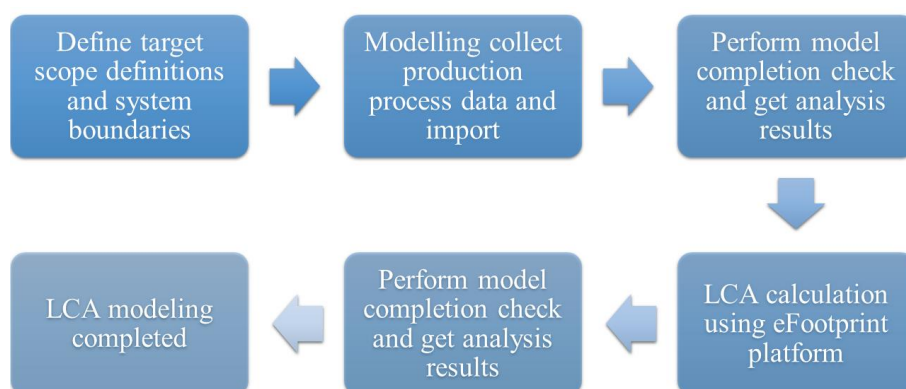 Define target
scope definitions
and system
boundaries
Modelling collect
production
process data and
import
Perform model
completion check
and get analysis
results
LCA calculation
using eFootprint
platform
Perform model
completion check
and get analysis
results
LCA modeling
completed